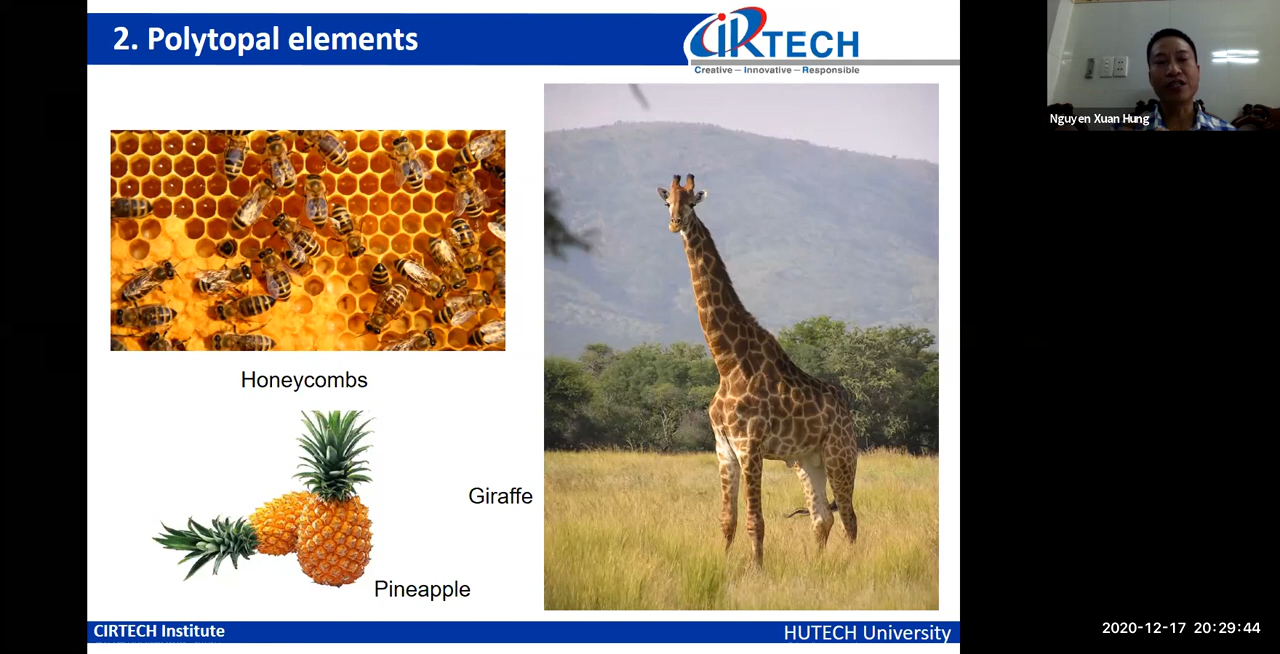 2. Polytopal elements
CIRTECH
Creative – Innovative – Responsible
Nguyen Xuan Hung
Honeycombs
Giraffe
Pineapple
CIRTECH Institute
HUTECH University
2020-12-17 20:29:44